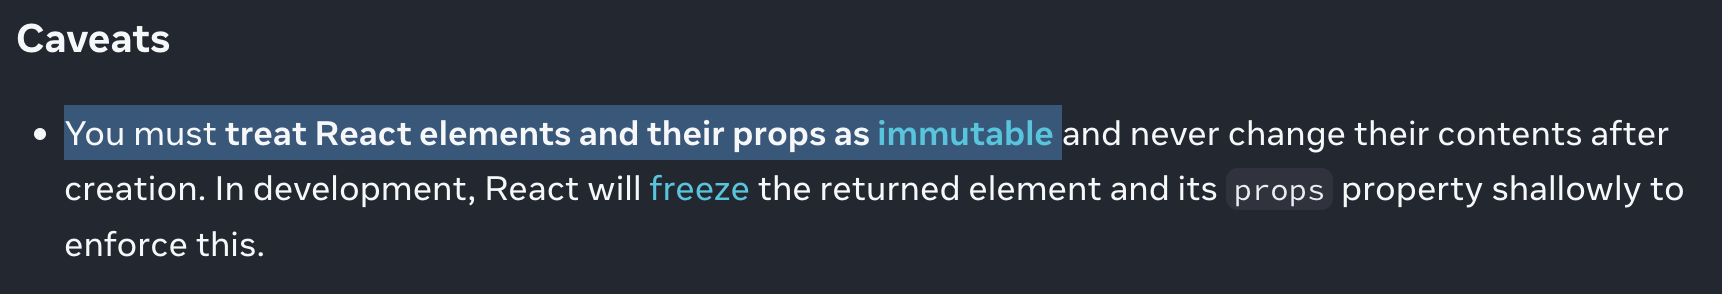 Caveats
You must treat React elements and their props as immutable and never change their contents after
creation. In development, React will freeze the returned element and its props property shallowly to
enforce this.